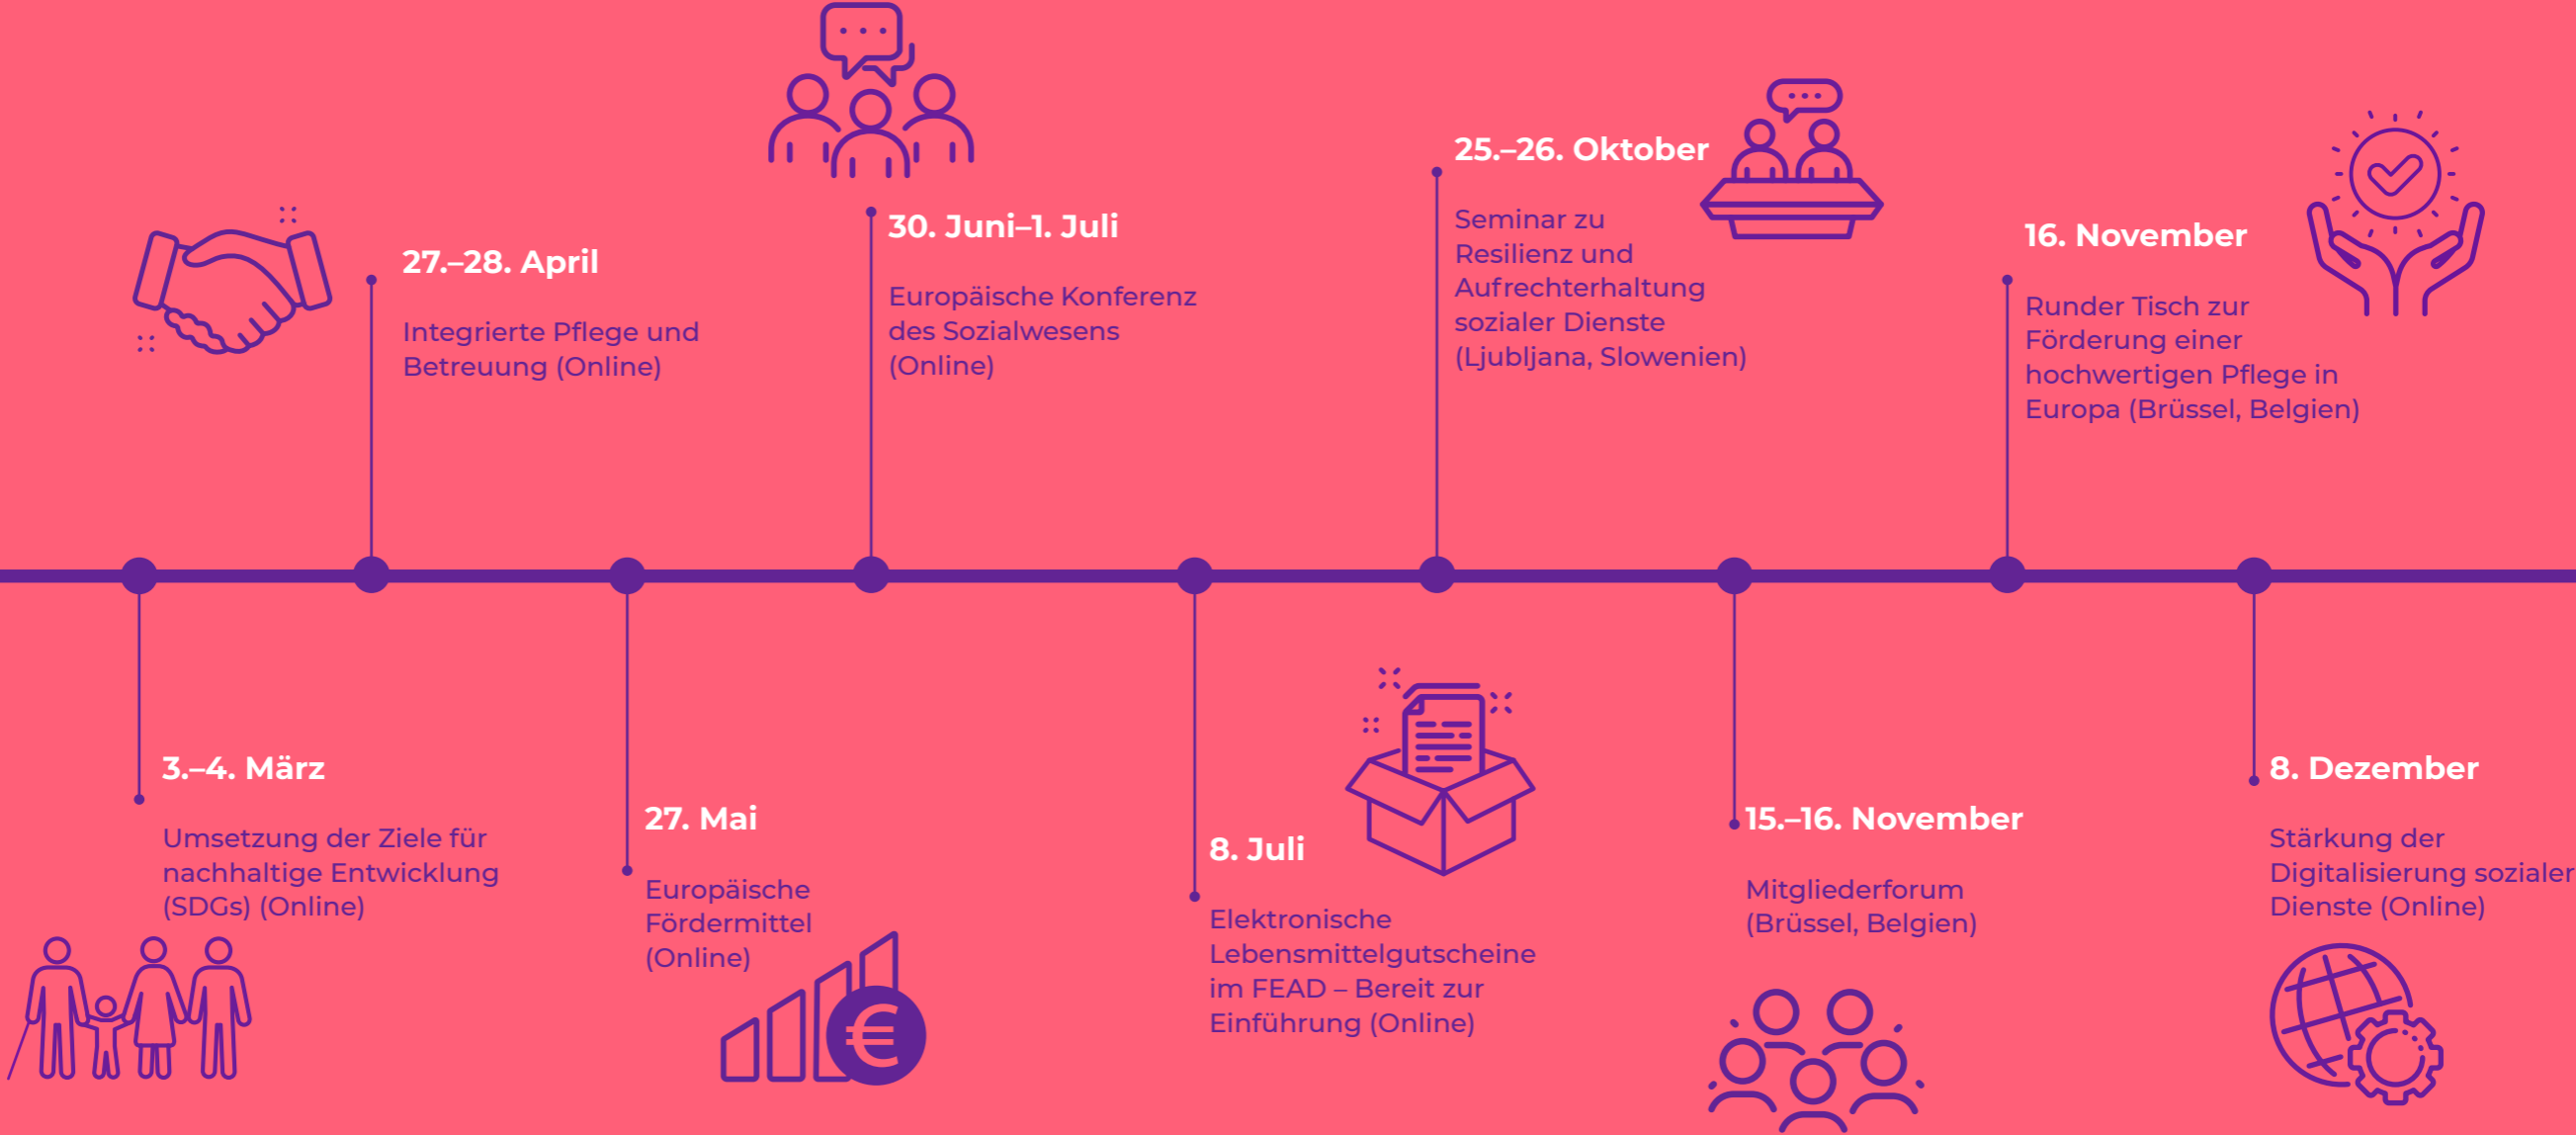 3.–4. März
Umsetzung der Ziele für
nachhaltige Entwicklung
(SDGs) (Online)
27.–28. April
Integrierte Pflege und
Betreuung (Online)
27. Mai
Europäische
Fördermittel
(Online)
€
30. Juni–1. Juli
Europäische Konferenz
des Sozialwesens
(Online)
8. Juli
Elektronische
Lebensmittelgutscheine
im FEAD – Bereit zur
Einführung (Online)
25.–26. Oktober
Seminar zu
Resilienz und
Aufrechterhaltung
sozialer Dienste
(Ljubljana, Slowenien)
15.–16. November
Mitgliederforum
(Brüssel, Belgien)
16. November
Runder Tisch zur
Förderung einer
hochwertigen Pflege in
Europa (Brüssel, Belgien)
8. Dezember
Stärkung der
Digitalisierung sozialer
Dienste (Online)